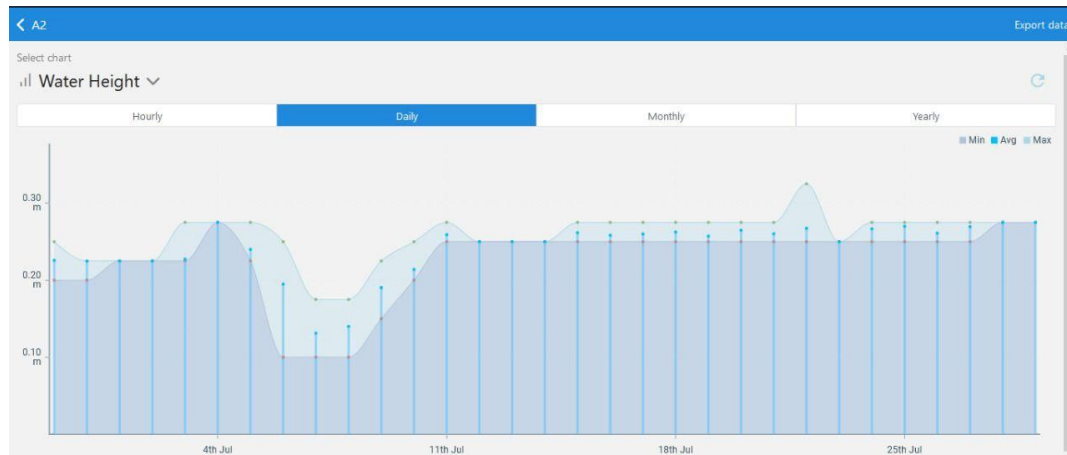 A2
Export data
Select chart
Water Height
Hourly
Daily
Monthly
Yearly
Min Avg Max
0.30
m
0.20
m
0.10
m
4th Jul
11th Jul
18th Jul
25th Jul